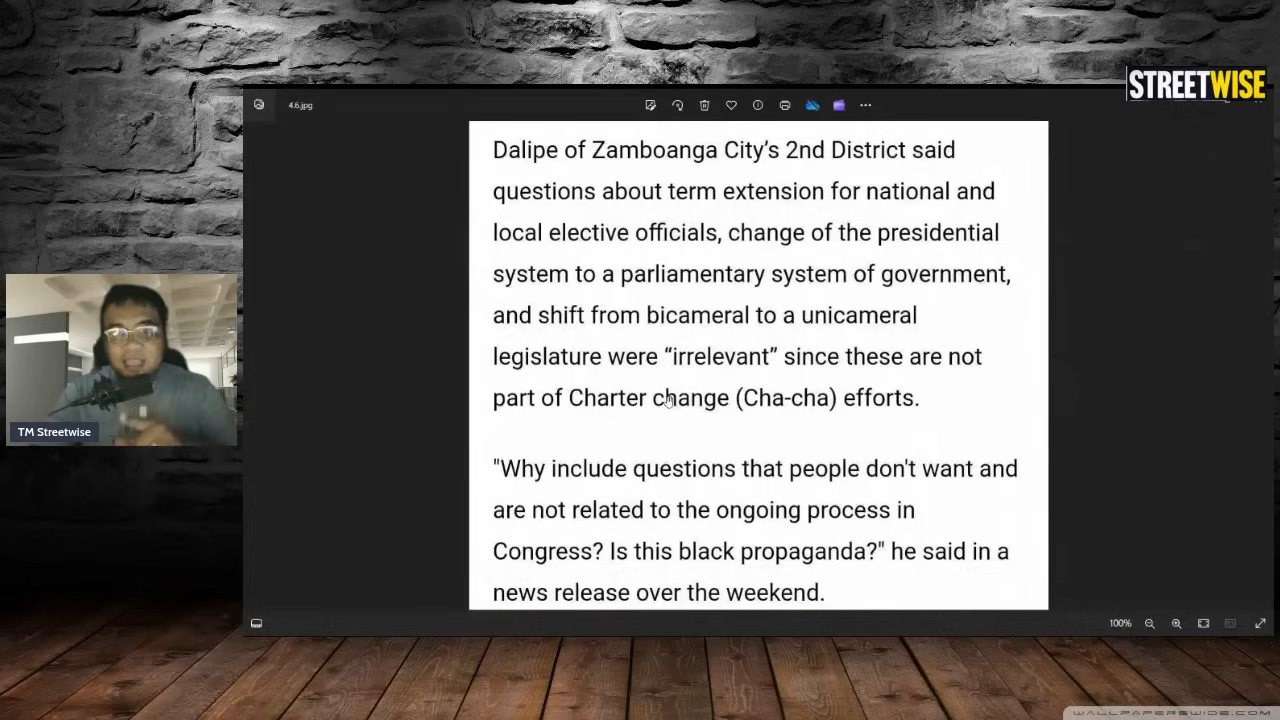 STREETWISE
4.6.jpg
Dalipe of Zamboanga City’s 2nd District said
questions about term extension for national and
local elective officials, change of the presidential
system to a parliamentary system of government,
and shift from bicameral to a unicameral
legislature were “irrelevant” since these are not
part of Charter change (Cha-cha) efforts.
"Why include questions that people don't want and
are not related to the ongoing process in
Congress? Is this black propaganda?" he said in a
news release over the weekend.
TM Streetwise
100%
WALLPAPERSWIDE.COM